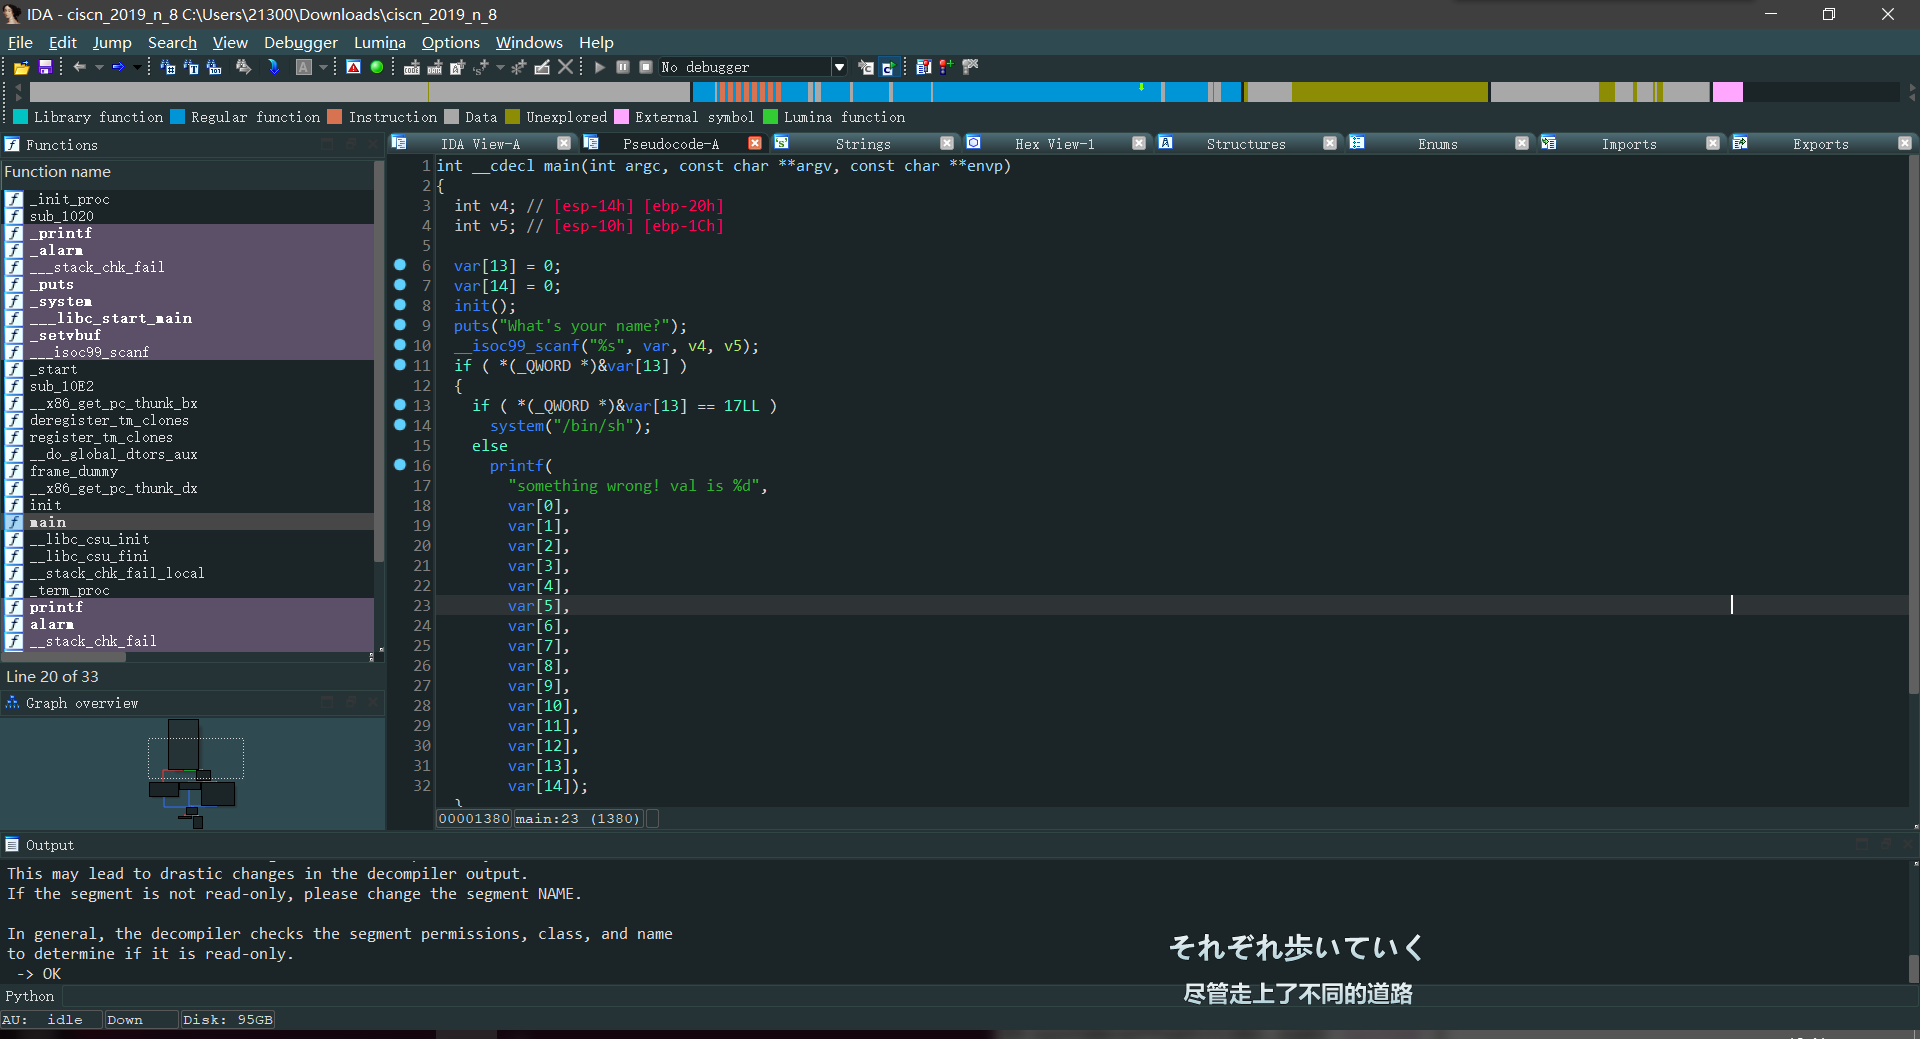 IDA - ciscn_2019_n_8 C:\Users\21300\Downloads\ciscn_2019_n_8
File Edit Jump Search View Debugger Lumina Options Windows Help
No debugger
Library function Regular function Instruction Data Unexplored External symbol Lumina function
Functions
Function name
_init_proc
sub_1020
_printf
_alarm
___stack_chk_fail
_puts
_system
___libc_start_main
_setvbuf
___isoc99_scanf
_start
sub_10E2
__x86_get_pc_thunk_bx
deregister_tm_clones
register_tm_clones
__do_global_dtors_aux
frame_dummy
__x86_get_pc_thunk_dx
init
main
__libc_csu_init
__libc_csu_fini
__stack_chk_fail_local
_term_proc
printf
alarm
__stack_chk_fail
Line 20 of 33
Graph overview
IDA View-A Pseudocode-A Strings Hex View-1 Structures Enums Imports Exports
1 int __cdecl main(int argc, const char **argv, const char **envp)
2 {
3 int v4; // [esp-14h] [ebp-20h]
4 int v5; // [esp-10h] [ebp-1Ch]
5
6 var[13] = 0;
7 var[14] = 0;
8 init();
9 puts("What's your name?");
10 __isoc99_scanf("%s", var, v4, v5);
11 if ( *(_QWORD *)&var[13] )
12 {
13 if ( *(_QWORD *)&var[13] == 17LL )
14 system("/bin/sh");
15 else
16 printf(
17 "something wrong! val is %d",
18 var[0],
19 var[1],
20 var[2],
21 var[3],
22 var[4],
23 var[5],
24 var[6],
25 var[7],
26 var[8],
27 var[9],
28 var[10],
29 var[11],
30 var[12],
31 var[13],
32 var[14]);
00001380 main:23 (1380)
Output
This may lead to drastic changes in the decompiler output.
If the segment is not read-only, please change the segment NAME.
In general, the decompiler checks the segment permissions, class, and name
to determine if it is read-only.
-> OK
Python
AU: idle Down Disk: 95GB
それぞれ歩いていく
尽管走上了不同的道路